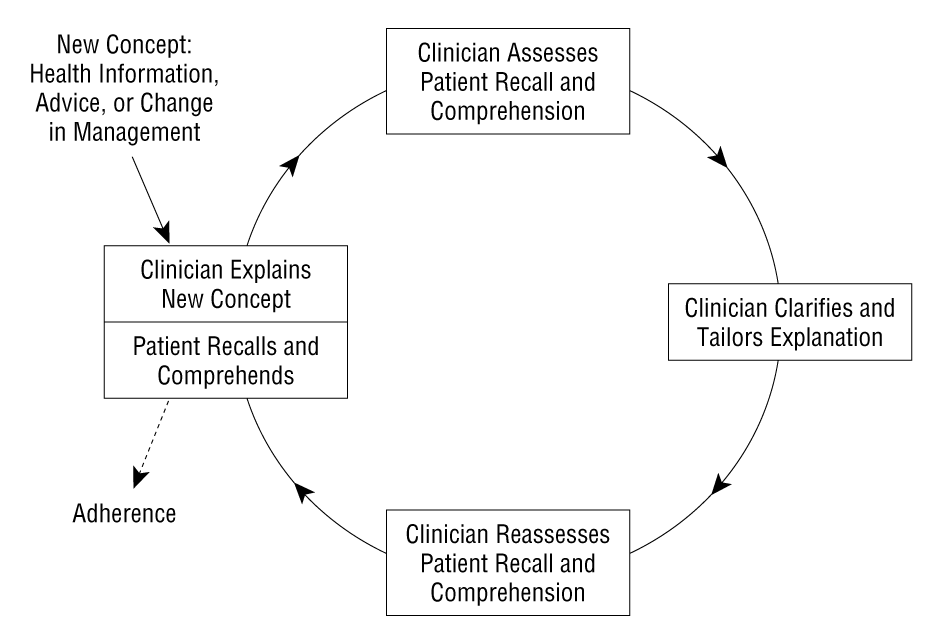 New Concept:
Health Information,
Advice, or Change
in Management
Clinician Assesses
Patient Recall and
Comprehension
Clinician Explains
New Concept
Patient Recalls and
Comprehends
Clinician Clarifies and
Tailors Explanation
Adherence
Clinician Reassesses
Patient Recall and
Comprehension